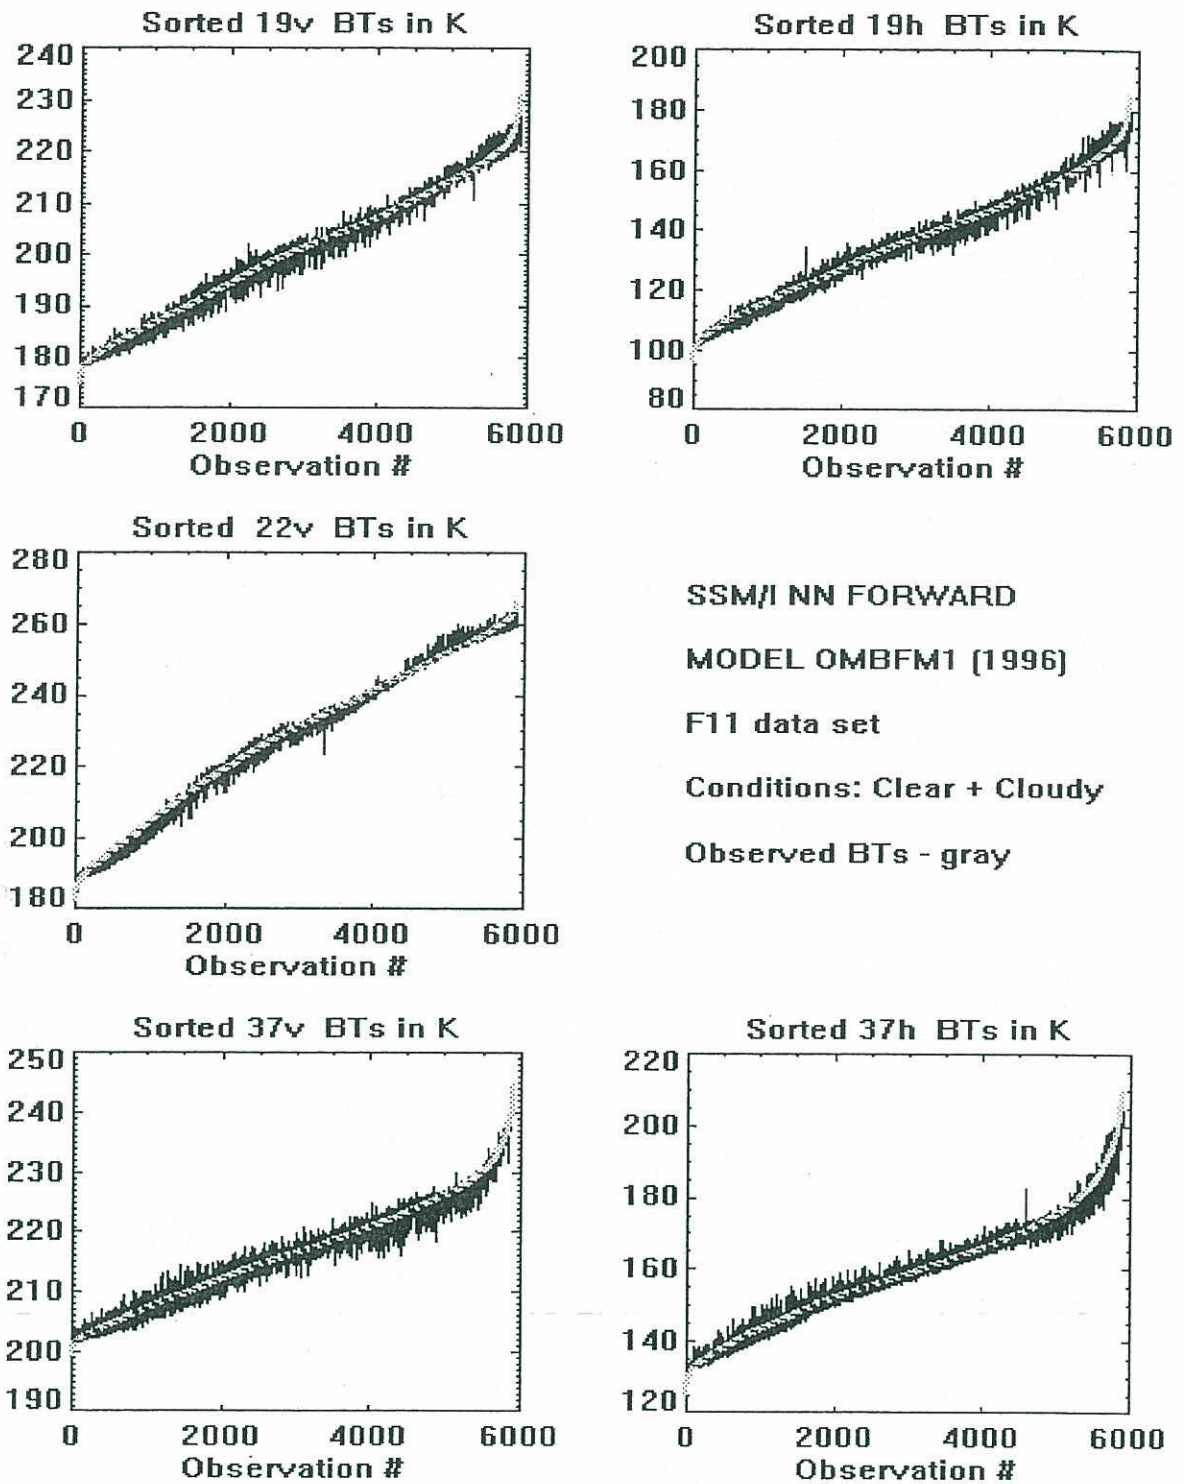 Sorted 19v BTs in K
240
230
220
210
200
190
180
170
0 2000 4000 6000
Observation #
Sorted 19h BTs in K
200
180
160
140
120
100
80
0 2000 4000 6000
Observation #
Sorted 22v BTs in K
280
260
240
220
200
180
0 2000 4000 6000
Observation #
SSM/I NN FORWARD
MODEL OMBFM1 (1996)
F11 data set
Conditions: Clear + Cloudy
Observed BTs - gray
Sorted 37v BTs in K
250
240
230
220
210
200
190
0 2000 4000 6000
Observation #
Sorted 37h BTs in K
220
200
180
160
140
120
0 2000 4000 6000
Observation #